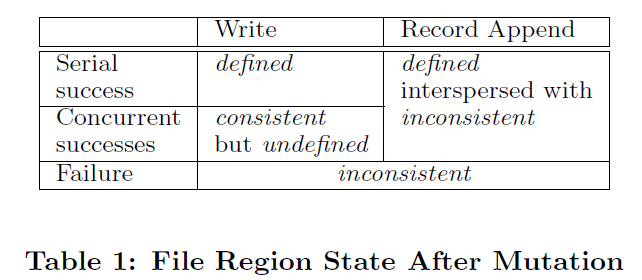 Write Record Append
Serial defined defined
success interspersed with
Concurrent consistent inconsistent
successes but undefined
Failure inconsistent
Table 1: File Region State After Mutation